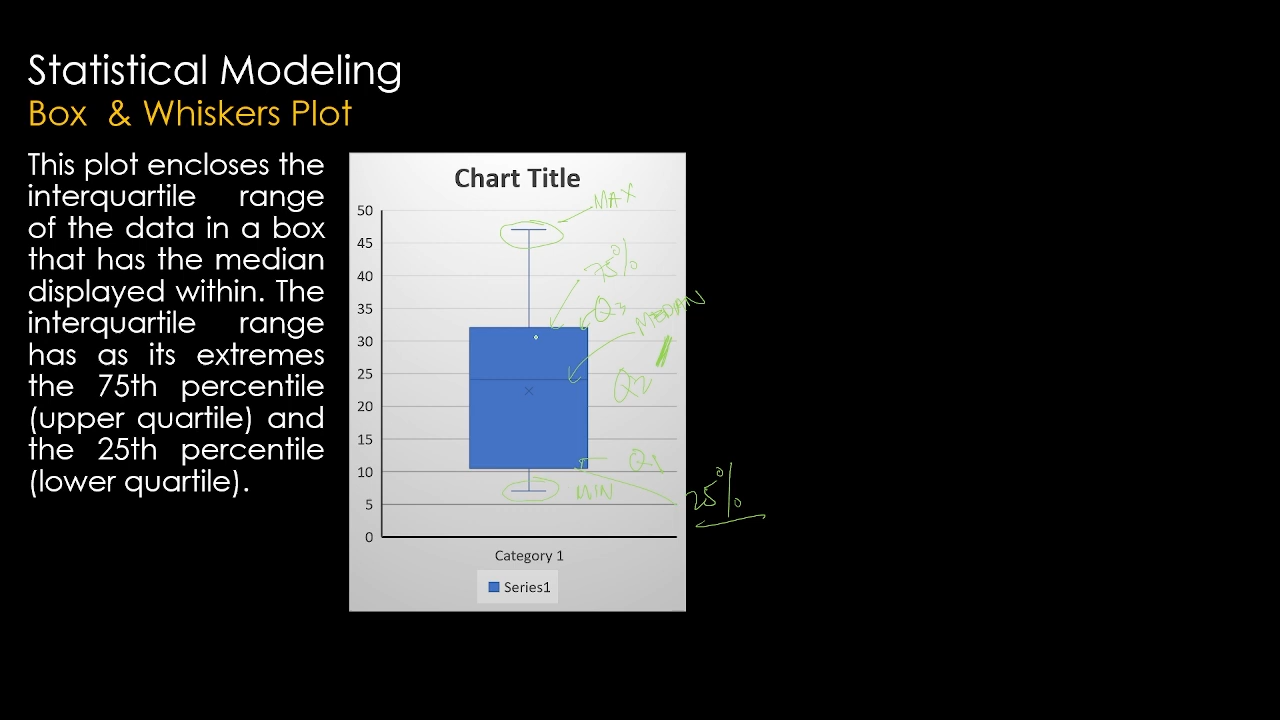 Statistical Modeling
Box & Whiskers Plot
This plot encloses the
interquartile range
of the data in a box
that has the median
displayed within. The
interquartile range
has as its extremes
the 75th percentile
(upper quartile) and
the 25th percentile
(lower quartile).
Chart Title
MAX
50
45
75%
40
35
Q3
MEDIAN
30
25
Q2
20
15
Q1
10
MIN
25%
5
0
Category 1
Series1